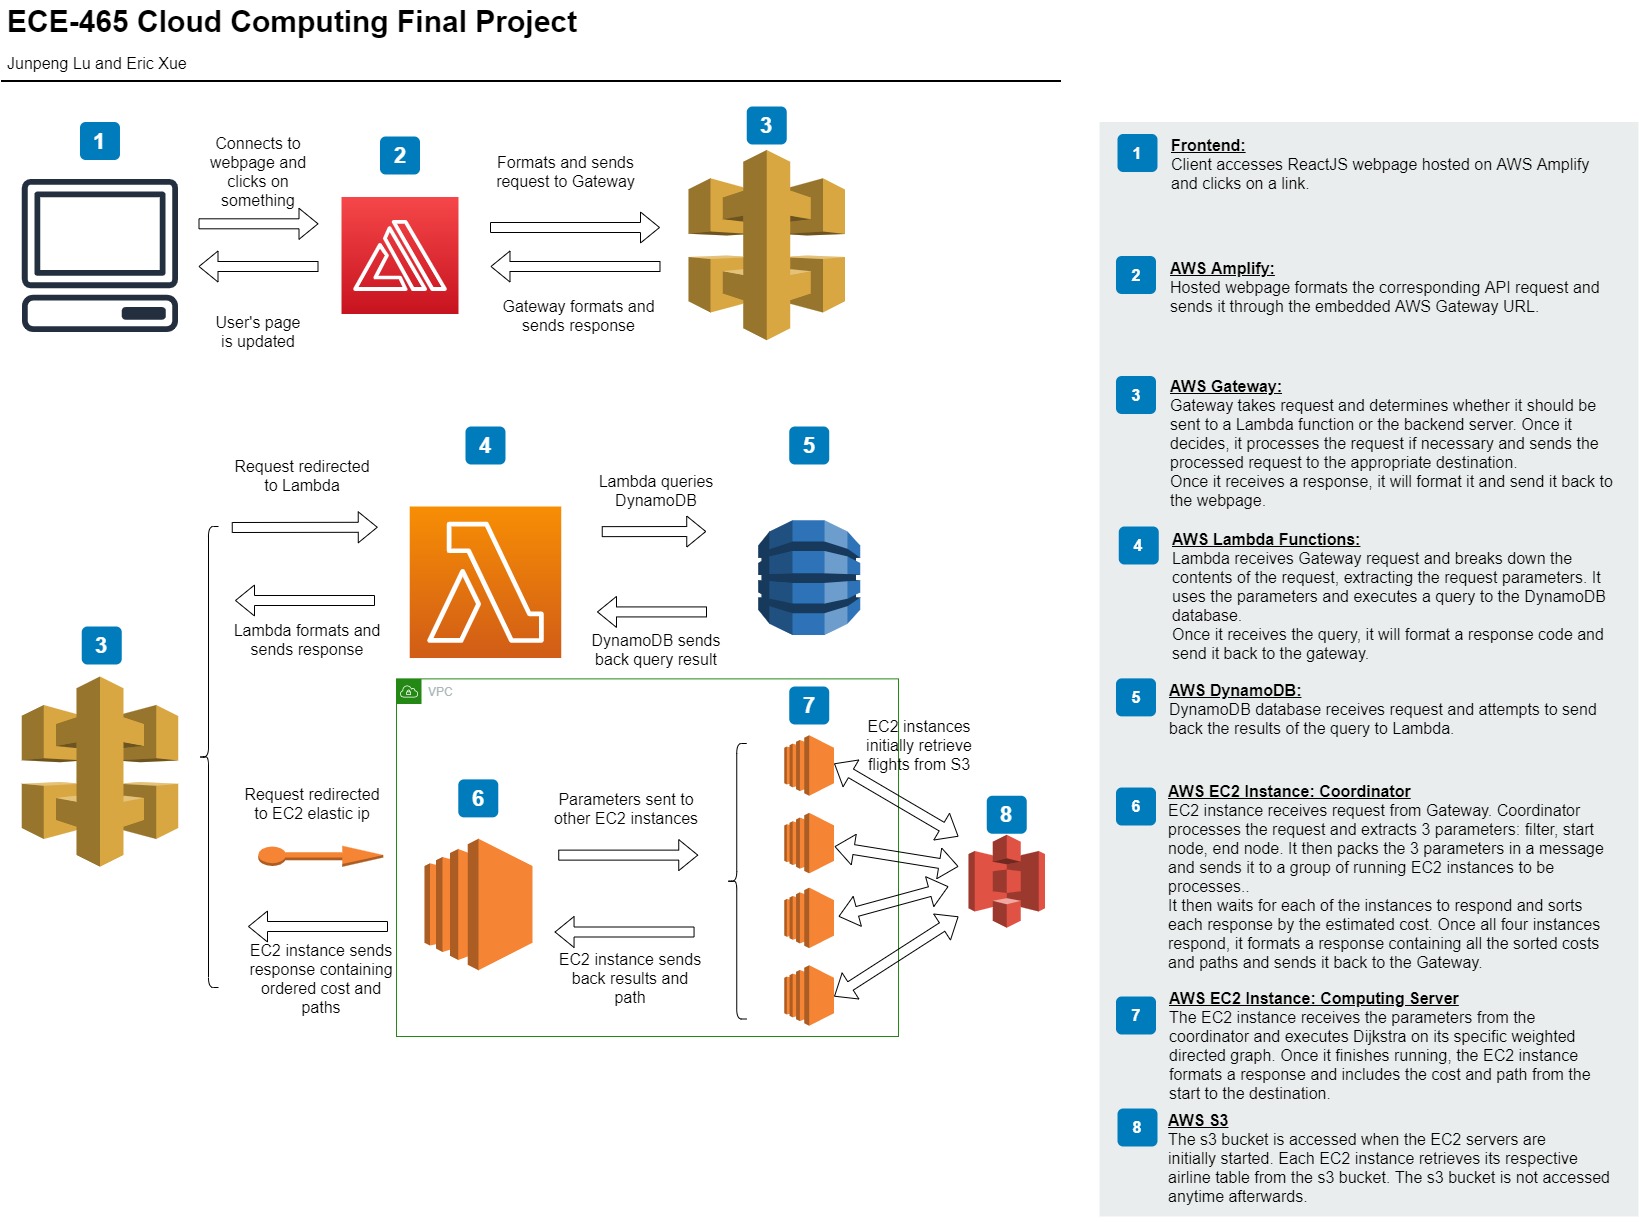 ECE-465 Cloud Computing Final Project
Junpeng Lu and Eric Xue
1
Connects to
webpage and
clicks on
something
User's page
is updated
2
Formats and sends
request to Gateway
Gateway formats and
sends response
3
3
Request redirected
to Lambda
Lambda formats and
sends response
4
Lambda queries
DynamoDB
DynamoDB sends
back query result
5
Request redirected
to EC2 elastic ip
EC2 instance sends
response containing
ordered cost and
paths
VPC
6
Parameters sent to
other EC2 instances
EC2 instance sends
back results and
path
7
EC2 instances
initially retrieve
flights from S3
8
1
Frontend:
Client accesses ReactJS webpage hosted on AWS Amplify
and clicks on a link.
2
AWS Amplify:
Hosted webpage formats the corresponding API request and
sends it through the embedded AWS Gateway URL.
3
AWS Gateway:
Gateway takes request and determines whether it should be
sent to a Lambda function or the backend server. Once it
decides, it processes the request if necessary and sends the
processed request to the appropriate destination.
Once it receives a response, it will format it and send it back to
the webpage.
4
AWS Lambda Functions:
Lambda receives Gateway request and breaks down the
contents of the request, extracting the request parameters. It
uses the parameters and executes a query to the DynamoDB
database.
Once it receives the query, it will format a response code and
send it back to the gateway.
5
AWS DynamoDB:
DynamoDB database receives request and attempts to send
back the results of the query to Lambda.
6
AWS EC2 Instance: Coordinator
EC2 instance receives request from Gateway. Coordinator
processes the request and extracts 3 parameters: filter, start
node, end node. It then packs the 3 parameters in a message
and sends it to a group of running EC2 instances to be
processes..
It then waits for each of the instances to respond and sorts
each response by the estimated cost. Once all four instances
respond, it formats a response containing all the sorted costs
and paths and sends it back to the Gateway.
7
AWS EC2 Instance: Computing Server
The EC2 instance receives the parameters from the
coordinator and executes Dijkstra on its specific weighted
directed graph. Once it finishes running, the EC2 instance
formats a response and includes the cost and path from the
start to the destination.
8
AWS S3
The s3 bucket is accessed when the EC2 servers are
initially started. Each EC2 instance retrieves its respective
airline table from the s3 bucket. The s3 bucket is not accessed
anytime afterwards.